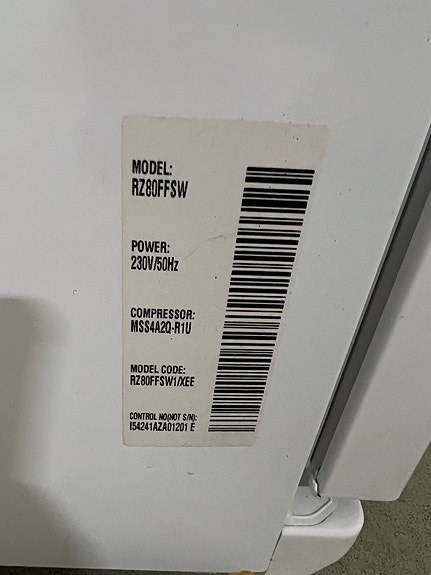 MODEL:
RZ80FFSW
POWER:
230V/50Hz
COMPRESSOR:
MSS4A2Q-R1U
MODEL CODE:
RZ80FFSW1/XEE
CONTROL NO(NOT S/N):
I54241AZA01201 E